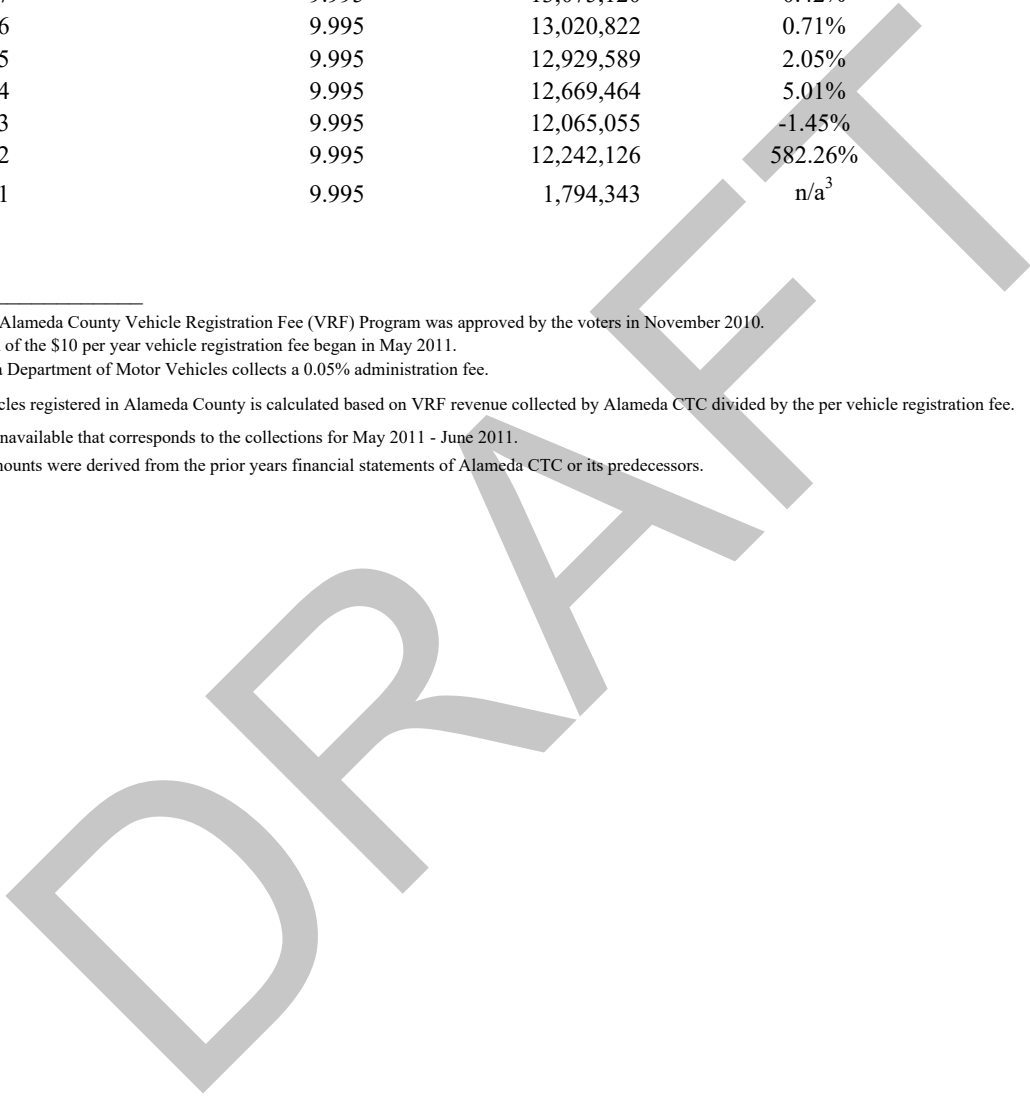 6 9.995 13,020,822 0.71%
5 9.995 12,929,589 2.05%
4 9.995 12,669,464 5.01%
3 9.995 12,065,055 -1.45%
2 9.995 12,242,126 582.26%
1 9.995 1,794,343 n/a3
Alameda County Vehicle Registration Fee (VRF) Program was approved by the voters in November 2010.
of the $10 per year vehicle registration fee began in May 2011.
Department of Motor Vehicles collects a 0.05% administration fee.
registered in Alameda County is calculated based on VRF revenue collected by Alameda CTC divided by the per vehicle registration fee.
that corresponds to the collections for May 2011 - June 2011.
were derived from the prior years financial statements of Alameda CTC or its predecessors.
DRAFT